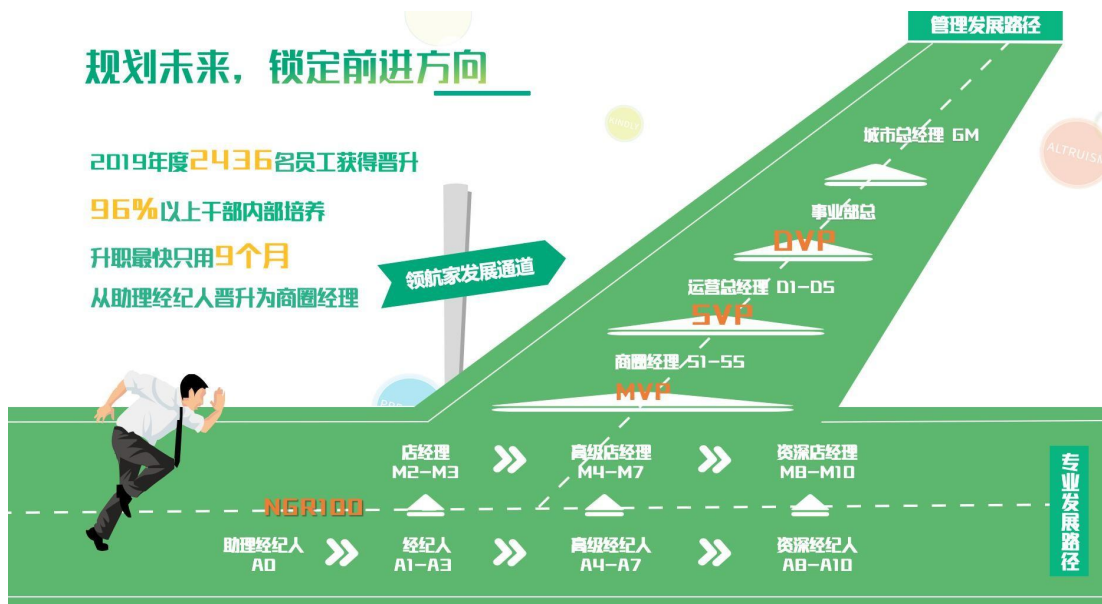 管理发展路径
规划未来，锁定前进方向
城市总经理 GM
KINDLY
ALTRUISM
2019年度2436名员工获得晋升
96%以上干部内部培养
升职最快只用9个月
从助理经纪人晋升为商圈经理
领航家发展通道
事业部总
DVP
运营总经理 D1-D5
SVP
商圈经理 S1-S5
MVP
店经理
M2-M3
高级店经理
M4-M7
资深店经理
M8-M10
专业发展路径
NGR100
助理经纪人
A0
经纪人
A1-A3
高级经纪人
A4-A7
资深经纪人
A8-A10